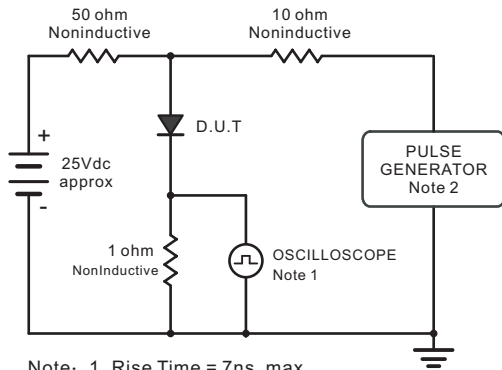 50 ohm
Noninductive
10 ohm
Noninductive
+
D.U.T
25Vdc
approx
-
PULSE
GENERATOR
Note 2
1 ohm
NonInductive
OSCILLOSCOPE
Note 1
Note: 1. Rise Time = 7ns, max.